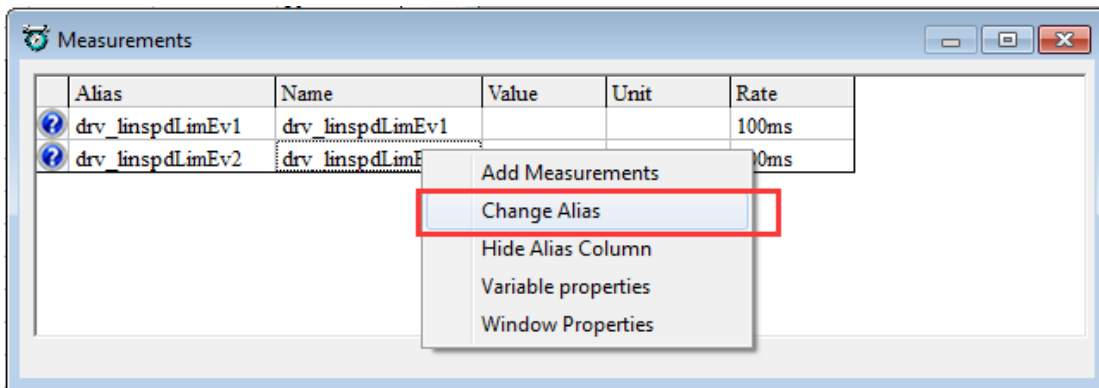 Measurements
Alias Name Value Unit Rate
drv_linspdLimEv1 drv_linspdLimEv1 100ms
drv_linspdLimEv2
Add Measurements
Change Alias
Hide Alias Column
Variable properties
Window Properties